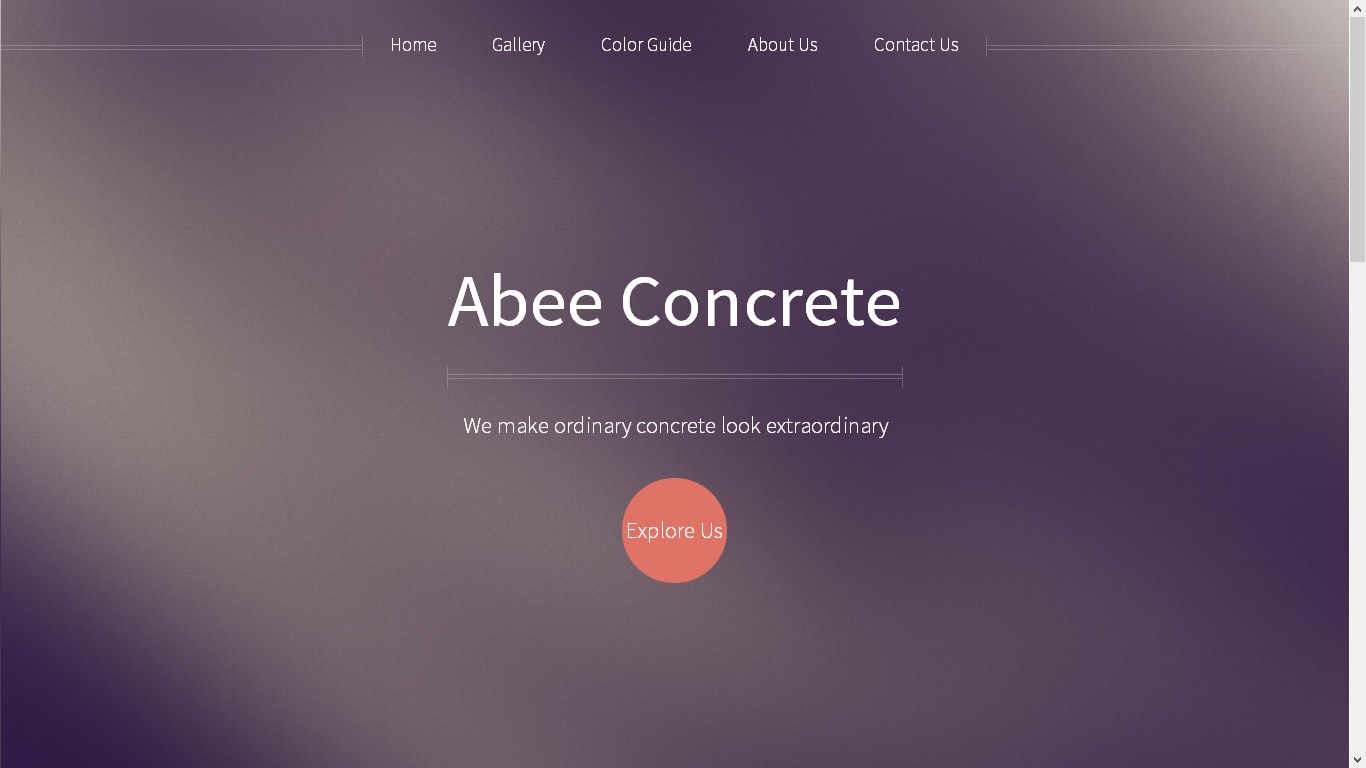 Home Gallery Color Guide About Us Contact Us
Abee Concrete
We make ordinary concrete look extraordinary
Explore Us